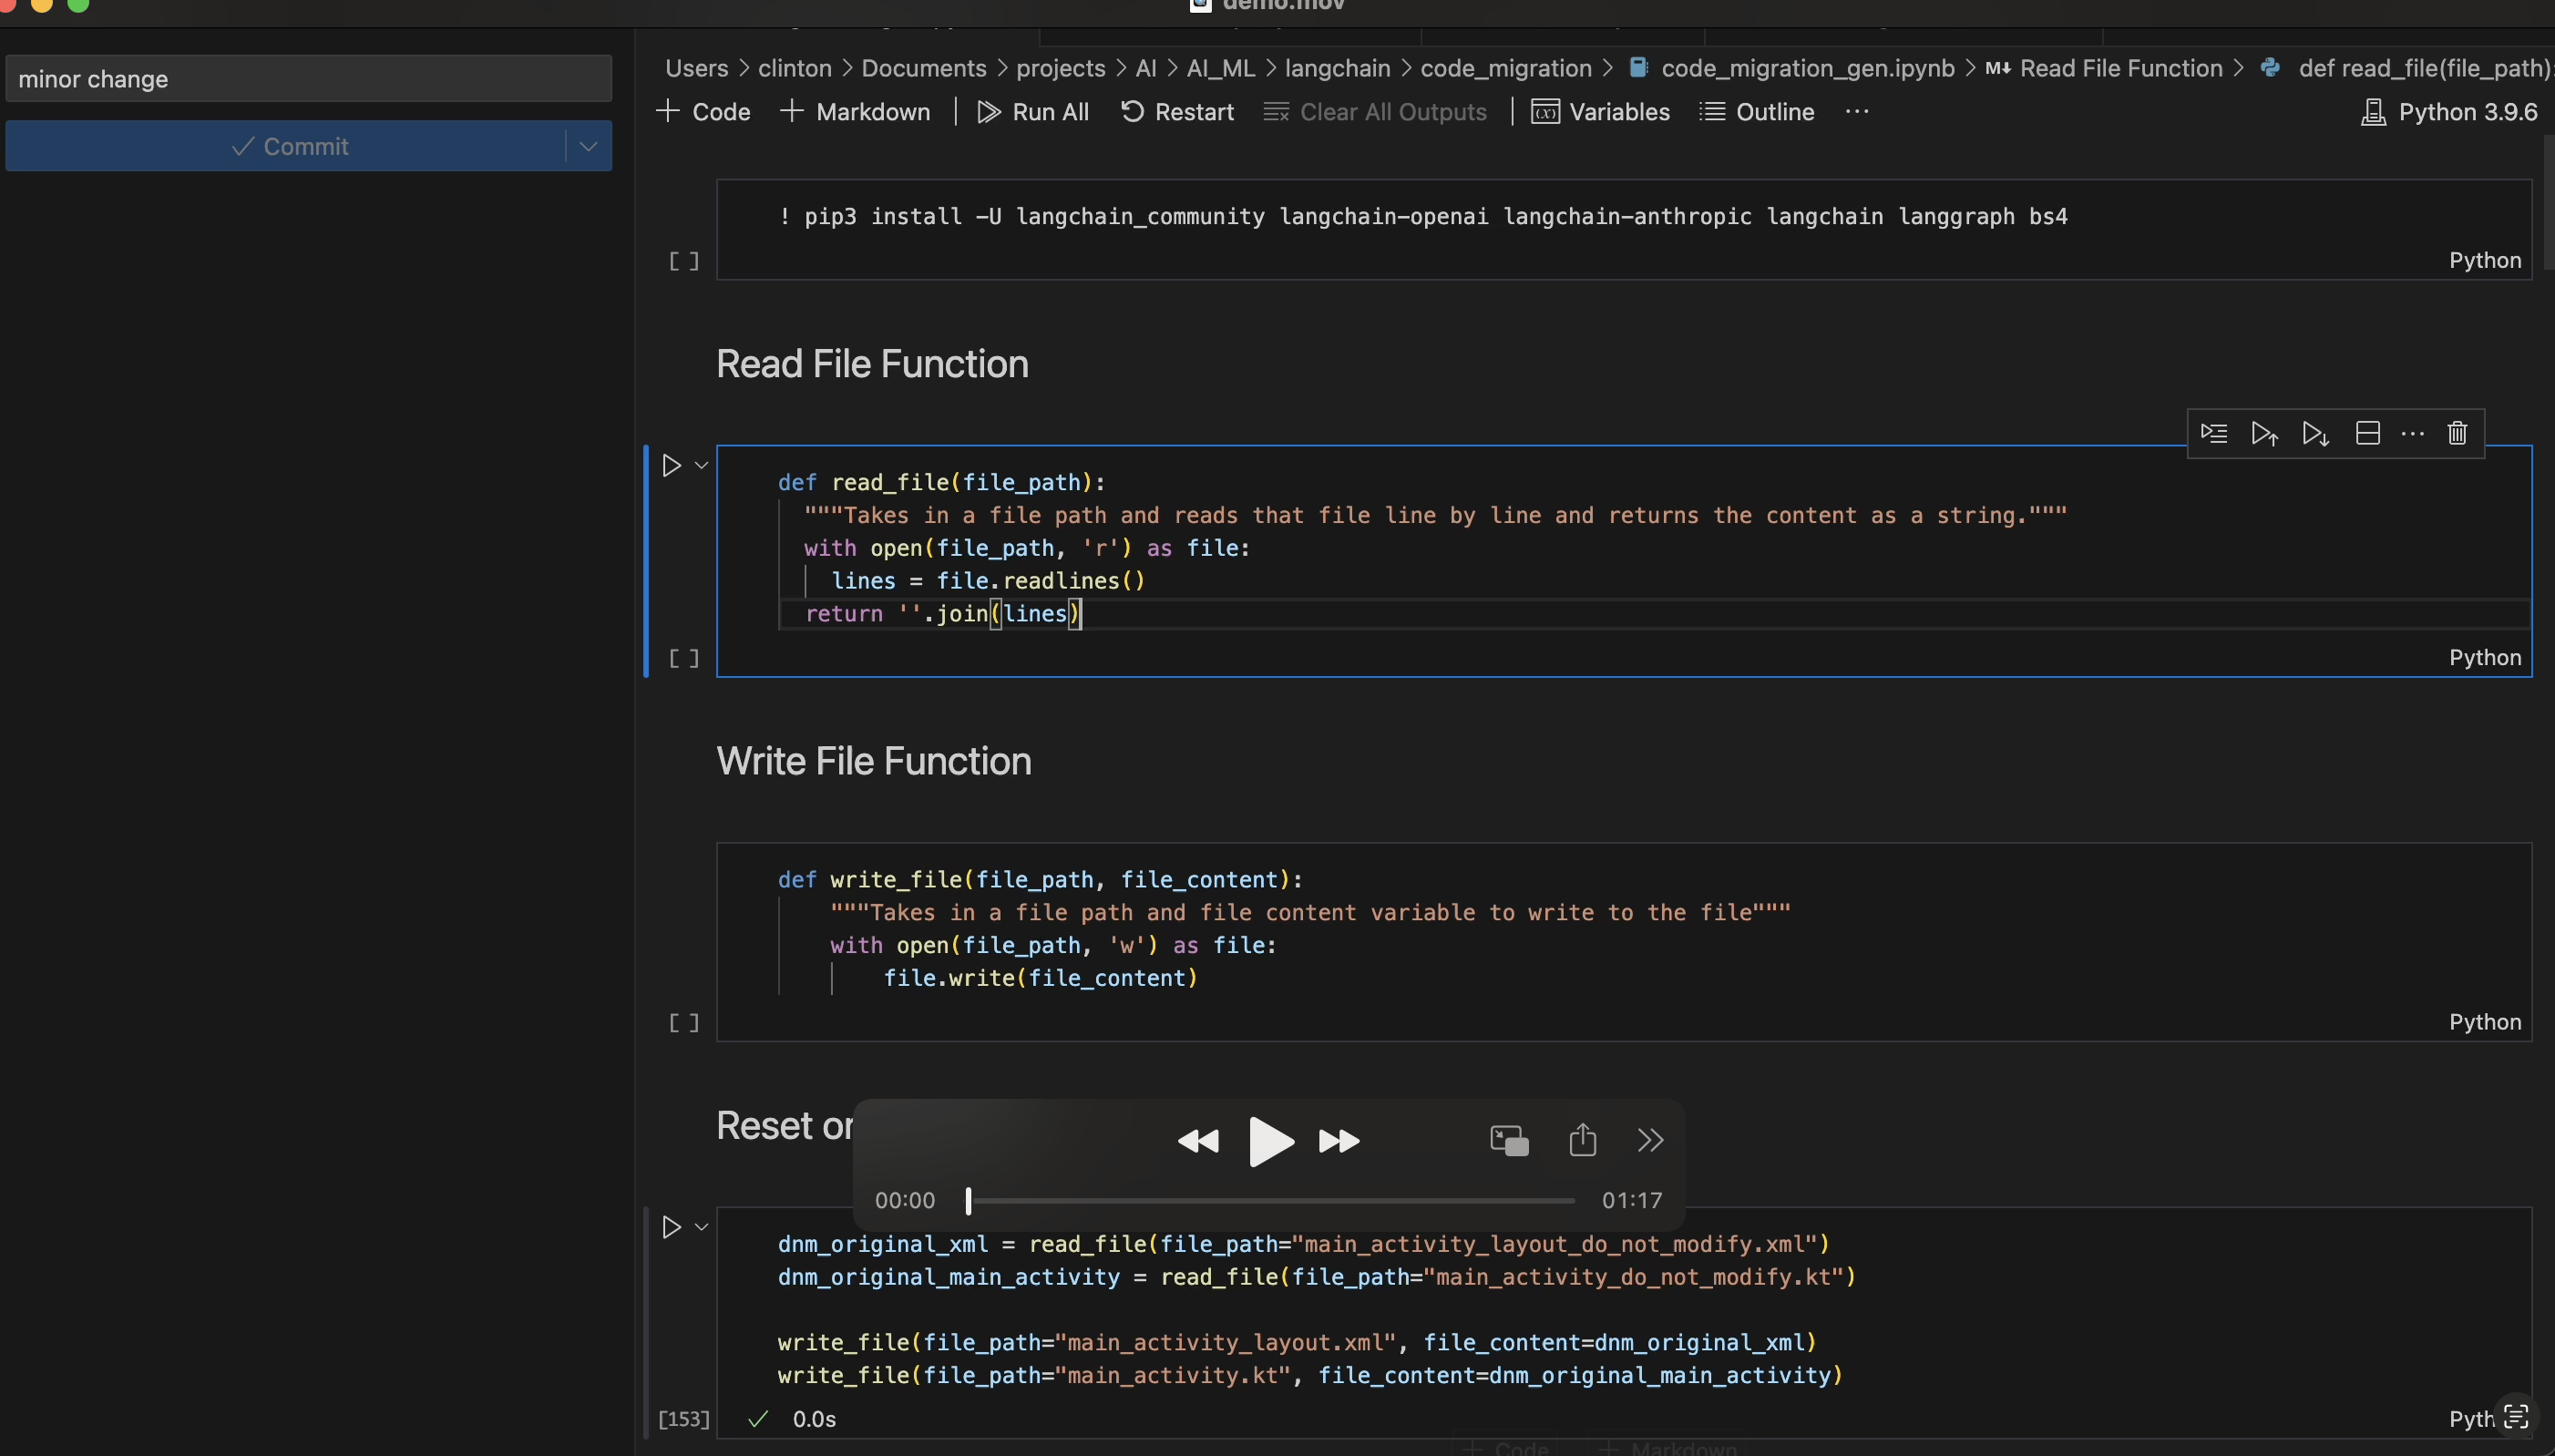 demo.mov
minor change
Commit
Users > clinton > Documents > projects > AI > AI_ML > langchain > code_migration > code_migration_gen.ipynb > M↓ Read File Function > def read_file(file_path):
+ Code + Markdown | Run All Restart Clear All Outputs | Variables Outline ··· Python 3.9.6
! pip3 install -U langchain_community langchain-openai langchain-anthropic langchain langgraph bs4
[ ] Python
Read File Function
def read_file(file_path):
"""Takes in a file path and reads that file line by line and returns the content as a string."""
with open(file_path, 'r') as file:
lines = file.readlines()
return ''.join(lines)
[ ] Python
Write File Function
def write_file(file_path, file_content):
"""Takes in a file path and file content variable to write to the file"""
with open(file_path, 'w') as file:
file.write(file_content)
[ ] Python
Reset or
00:00 01:17
dnm_original_xml = read_file(file_path="main_activity_layout_do_not_modify.xml")
dnm_original_main_activity = read_file(file_path="main_activity_do_not_modify.kt")
write_file(file_path="main_activity_layout.xml", file_content=dnm_original_xml)
write_file(file_path="main_activity.kt", file_content=dnm_original_main_activity)
[153] ✓ 0.0s Pyth
+ Code + Markdown